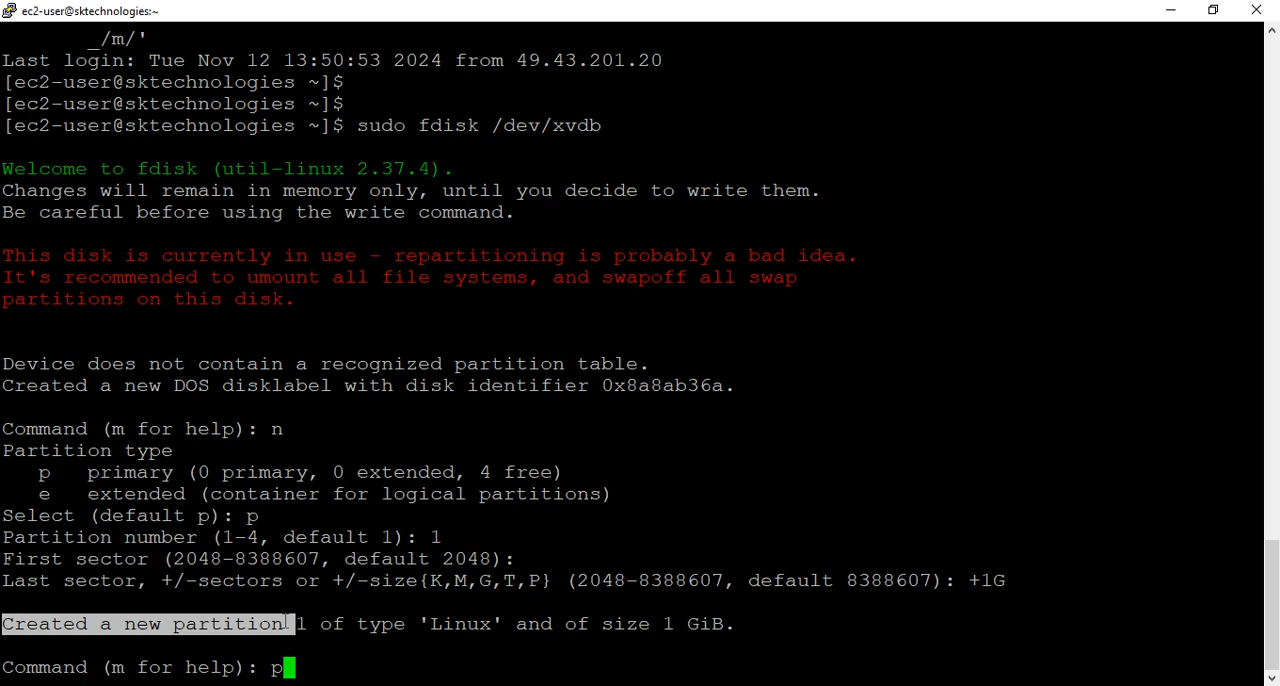 ec2-user@sktechnologies:~
_/m/'
Last login: Tue Nov 12 13:50:53 2024 from 49.43.201.20
[ec2-user@sktechnologies ~]$
[ec2-user@sktechnologies ~]$
[ec2-user@sktechnologies ~]$ sudo fdisk /dev/xvdb
Welcome to fdisk (util-linux 2.37.4).
Changes will remain in memory only, until you decide to write them.
Be careful before using the write command.
This disk is currently in use - repartitioning is probably a bad idea.
It's recommended to umount all file systems, and swapoff all swap
partitions on this disk.
Device does not contain a recognized partition table.
Created a new DOS disklabel with disk identifier 0x8a8ab36a.
Command (m for help): n
Partition type
p primary (0 primary, 0 extended, 4 free)
e extended (container for logical partitions)
Select (default p): p
Partition number (1-4, default 1): 1
First sector (2048-8388607, default 2048):
Last sector, +/-sectors or +/-size{K,M,G,T,P} (2048-8388607, default 8388607): +1G
Created a new partition 1 of type 'Linux' and of size 1 GiB.
Command (m for help): p